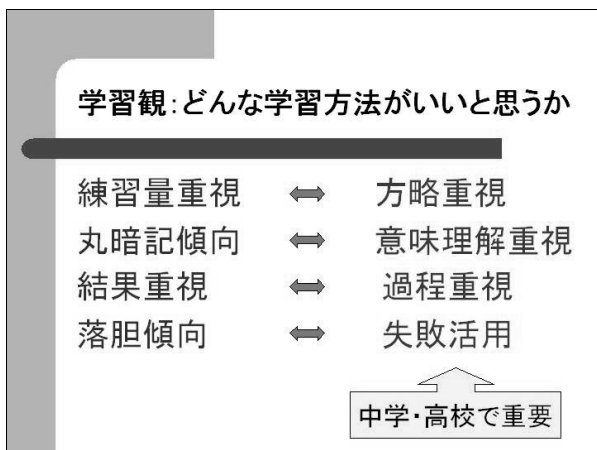 学習観:どんな学習方法がいいと思うか
練習量重視 ⇔ 方略重視
丸暗記傾向 ⇔ 意味理解重視
結果重視 ⇔ 過程重視
落胆傾向 ⇔ 失敗活用
中学・高校で重要